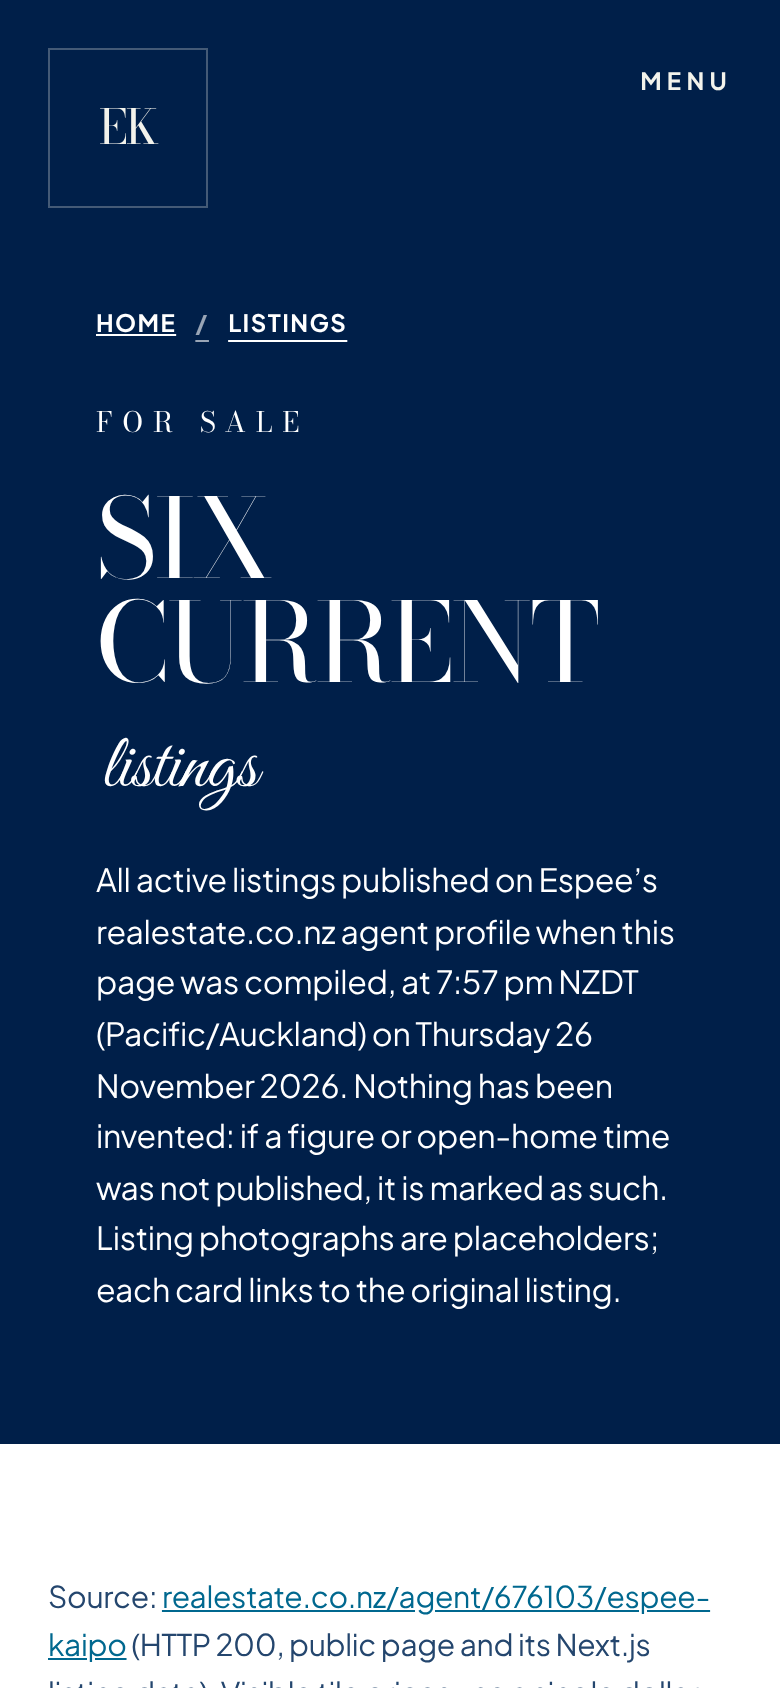 EK
MENU
HOME / LISTINGS
FOR SALE
SIX
CURRENT
listings
All active listings published on Espee’s
realestate.co.nz agent profile when this
page was compiled, at 7:57 pm NZDT
(Pacific/Auckland) on Thursday 26
November 2026. Nothing has been
invented: if a figure or open-home time
was not published, it is marked as such.
Listing photographs are placeholders;
each card links to the original listing.
Source: realestate.co.nz/agent/676103/espee-
kaipo (HTTP 200, public page and its Next.js